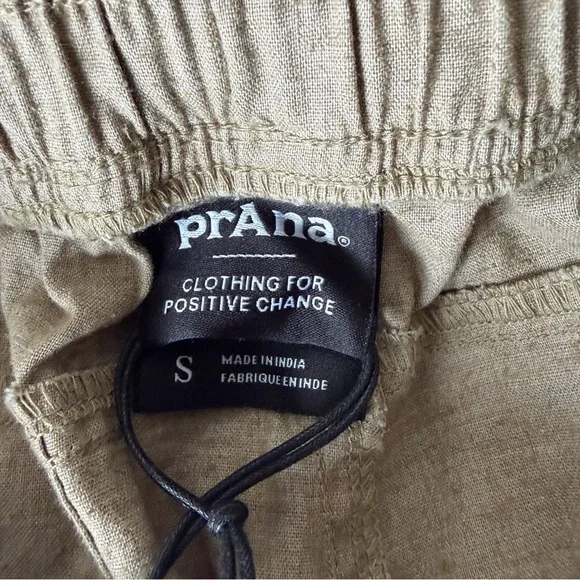 prAna®
CLOTHING FOR
POSITIVE CHANGE
S
MADE IN INDIA
FABRIQUE EN INDE